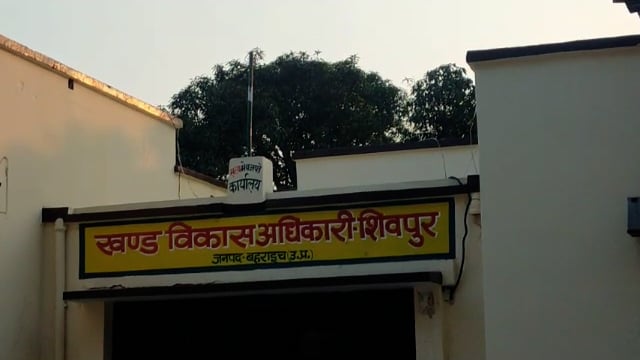 कार्यालय
खण्ड विकास अधिकारी-शिवपुर
जनपद-बहराइच(उ.प्र.)